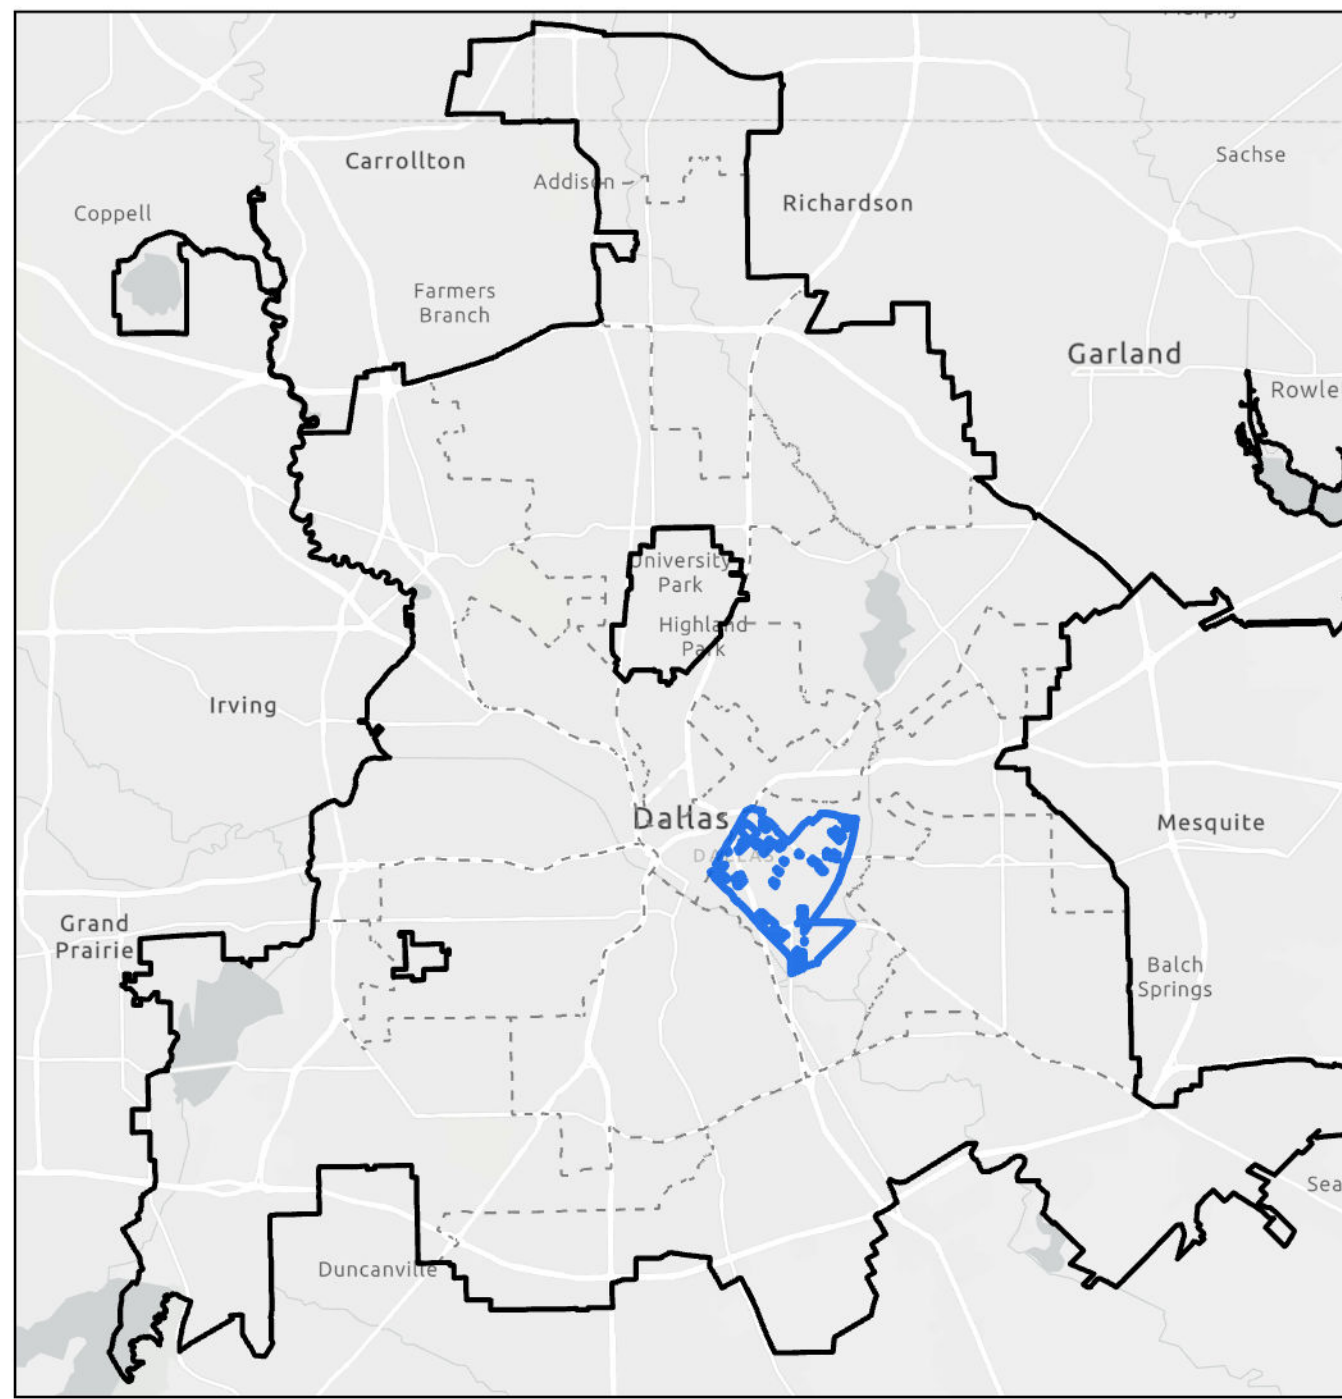 Carrollton
Addison
Sachse
Coppell
Richardson
Farmers
Branch
Garland
Rowle
University
Park
Highland
Park
Irving
Dallas
DALLAS
Mesquite
Grand
Prairie
Balch
Springs
Sea
Duncanville